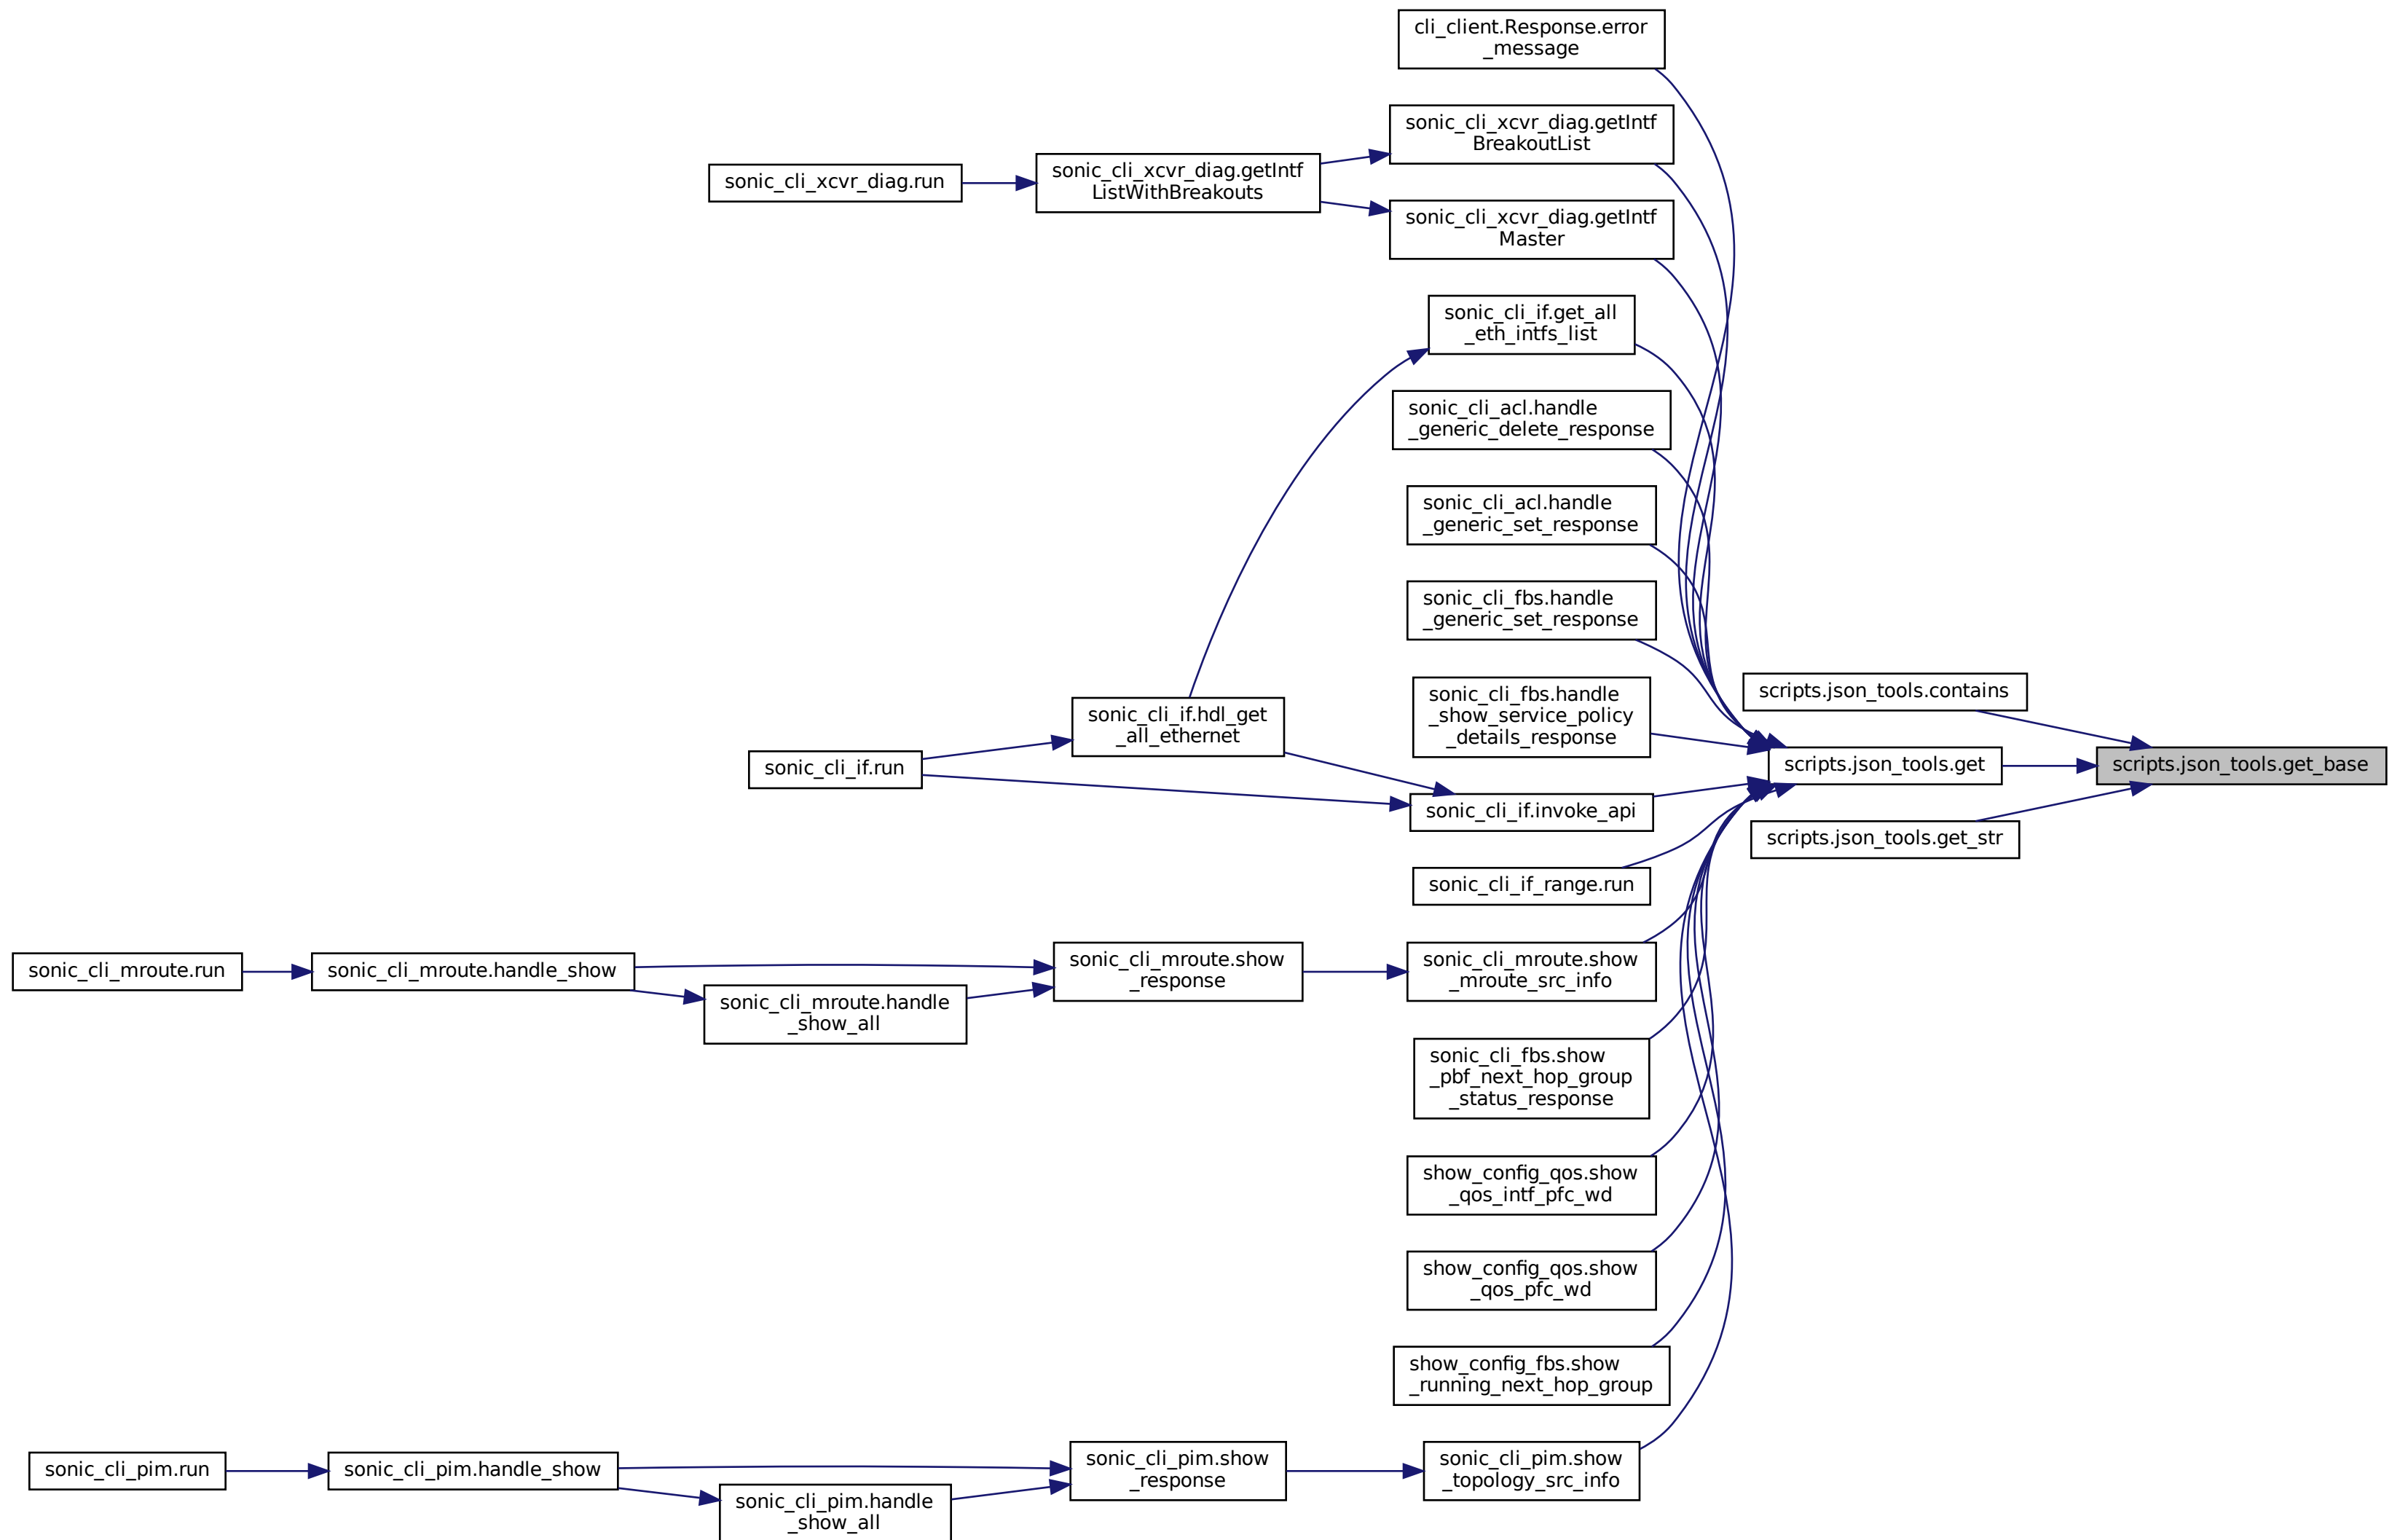 cli_client.Response.error
_message
sonic_cli_xcvr_diag.getIntf
BreakoutList
sonic_cli_xcvr_diag.run
sonic_cli_xcvr_diag.getIntf
ListWithBreakouts
sonic_cli_xcvr_diag.getIntf
Master
sonic_cli_if.get_all
_eth_intfs_list
sonic_cli_acl.handle
_generic_delete_response
sonic_cli_acl.handle
_generic_set_response
sonic_cli_fbs.handle
_generic_set_response
sonic_cli_fbs.handle
_show_service_policy
_details_response
scripts.json_tools.contains
sonic_cli_if.hdl_get
_all_ethernet
sonic_cli_if.run
scripts.json_tools.get
scripts.json_tools.get_base
sonic_cli_if.invoke_api
scripts.json_tools.get_str
sonic_cli_if_range.run
sonic_cli_mroute.run
sonic_cli_mroute.handle_show
sonic_cli_mroute.show
_response
sonic_cli_mroute.show
_mroute_src_info
sonic_cli_mroute.handle
_show_all
sonic_cli_fbs.show
_pbf_next_hop_group
_status_response
show_config_qos.show
_qos_intf_pfc_wd
show_config_qos.show
_qos_pfc_wd
show_config_fbs.show
_running_next_hop_group
sonic_cli_pim.run
sonic_cli_pim.handle_show
sonic_cli_pim.show
_response
sonic_cli_pim.show
_topology_src_info
sonic_cli_pim.handle
_show_all